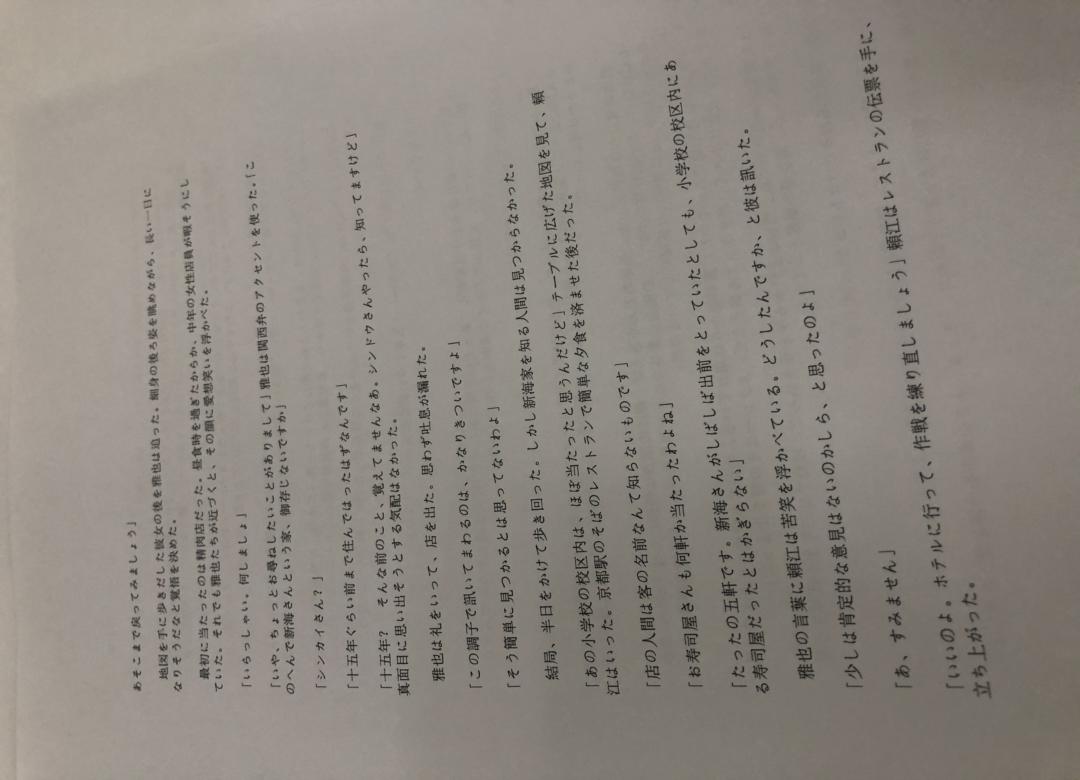 あそこまで戻ってみましょう」
地図を手に歩きだした彼女の後を雅也は追った。細身の後ろ姿を眺めながら、長い一日に
なりそうだなと覚悟を決めた。
最初に当たったのは精肉店だった。昼食時を過ぎたからか、中年の女性店員が暇そうにし
ていた。それでも雅也たちが近づくと、その顔に愛想笑いを浮かべた。
「いらっしゃい。何しましょ」
「いや、ちょっとお尋ねしたいことがありまして」雅也は関西弁のアクセントを使った。「こ
のへんで新海さんという家、御存じないですか」
「シンカイさん？」
「十五年ぐらい前まで住んではったはずなんです」
「十五年？　そんな前のこと、覚えてませんなあ。シンドウさんやったら、知ってますけど」
真面目に思い出そうとする気配はなかった。
雅也は礼をいって、店を出た。思わず吐息が漏れた。
「この調子で訊いてまわるのは、かなりきついですよ」
「そう簡単に見つかるとは思ってないわよ」
結局、半日をかけて歩き回った。しかし新海家を知る人間は見つからなかった。
「あの小学校の校区内は、ほぼ当たったと思うんだけど」テーブルに広げた地図を見て、頼
江はいった。京都駅のそばのレストランで簡単な夕食を済ませた後だった。
「店の人間は客の名前なんて知らないものです」
「お寿司屋さんも何軒か当たったわよね」
「たったの五軒です。新海さんがしばしば出前をとっていたとしても、小学校の校区内にあ
る寿司屋だったとはかぎらない」
雅也の言葉に頼江は苦笑を浮かべている。どうしたんですか、と彼は訊いた。
「少しは肯定的な意見はないのかしら、と思ったのよ」
「あ、すみません」
「いいのよ。ホテルに行って、作戦を練り直しましょう」頼江はレストランの伝票を手に、
立ち上がった。